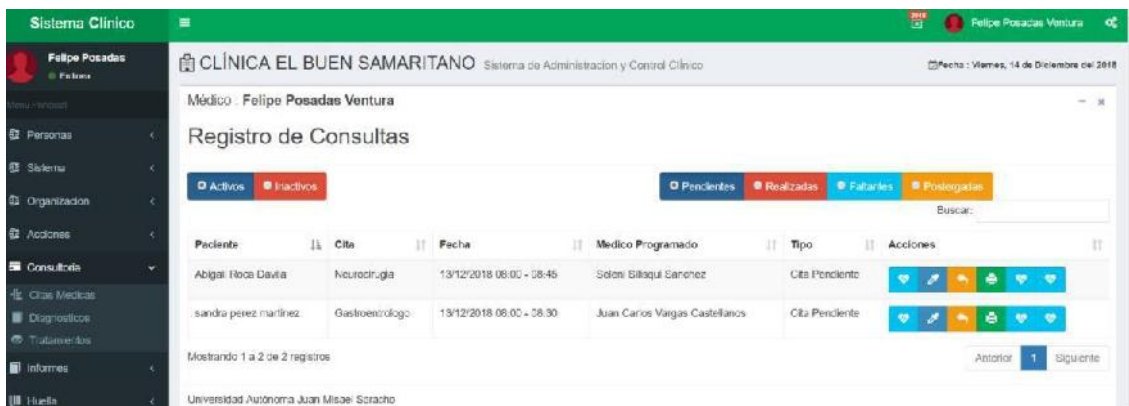 Sistema Clínico
2018
Felipe Posadas Ventura
Felipe Posadas
CLÍNICA EL BUEN SAMARITANO Sistema de Administracion y Control Clínico
Fecha : Viernes, 14 de Diciembre del 2018
Médico : Felipe Posadas Ventura
Registro de Consultas
Personas
Sistema
Organizacion
Acciones
Consultoria
Citas Medicas
Diagnosticos
Tratamientos
Informes
Huella
Activos Inactivos
Pendientes Realizadas Faltantes Postergadas
Buscar:
Paciente Cita Fecha Medico Programado Tipo Acciones
Abigail Roca Davila Neurocirugia 13/12/2018 08:00 - 08:45 Cita Pendiente
sandra perez martinez Gastroenterologo 13/12/2018 08:00 - 08:30 Juan Carlos Vargas Castellanos Cita Pendiente
Mostrando 1 a 2 de 2 registros
Anterior 1 Siguiente
Universidad Autónoma Juan Misael Saracho